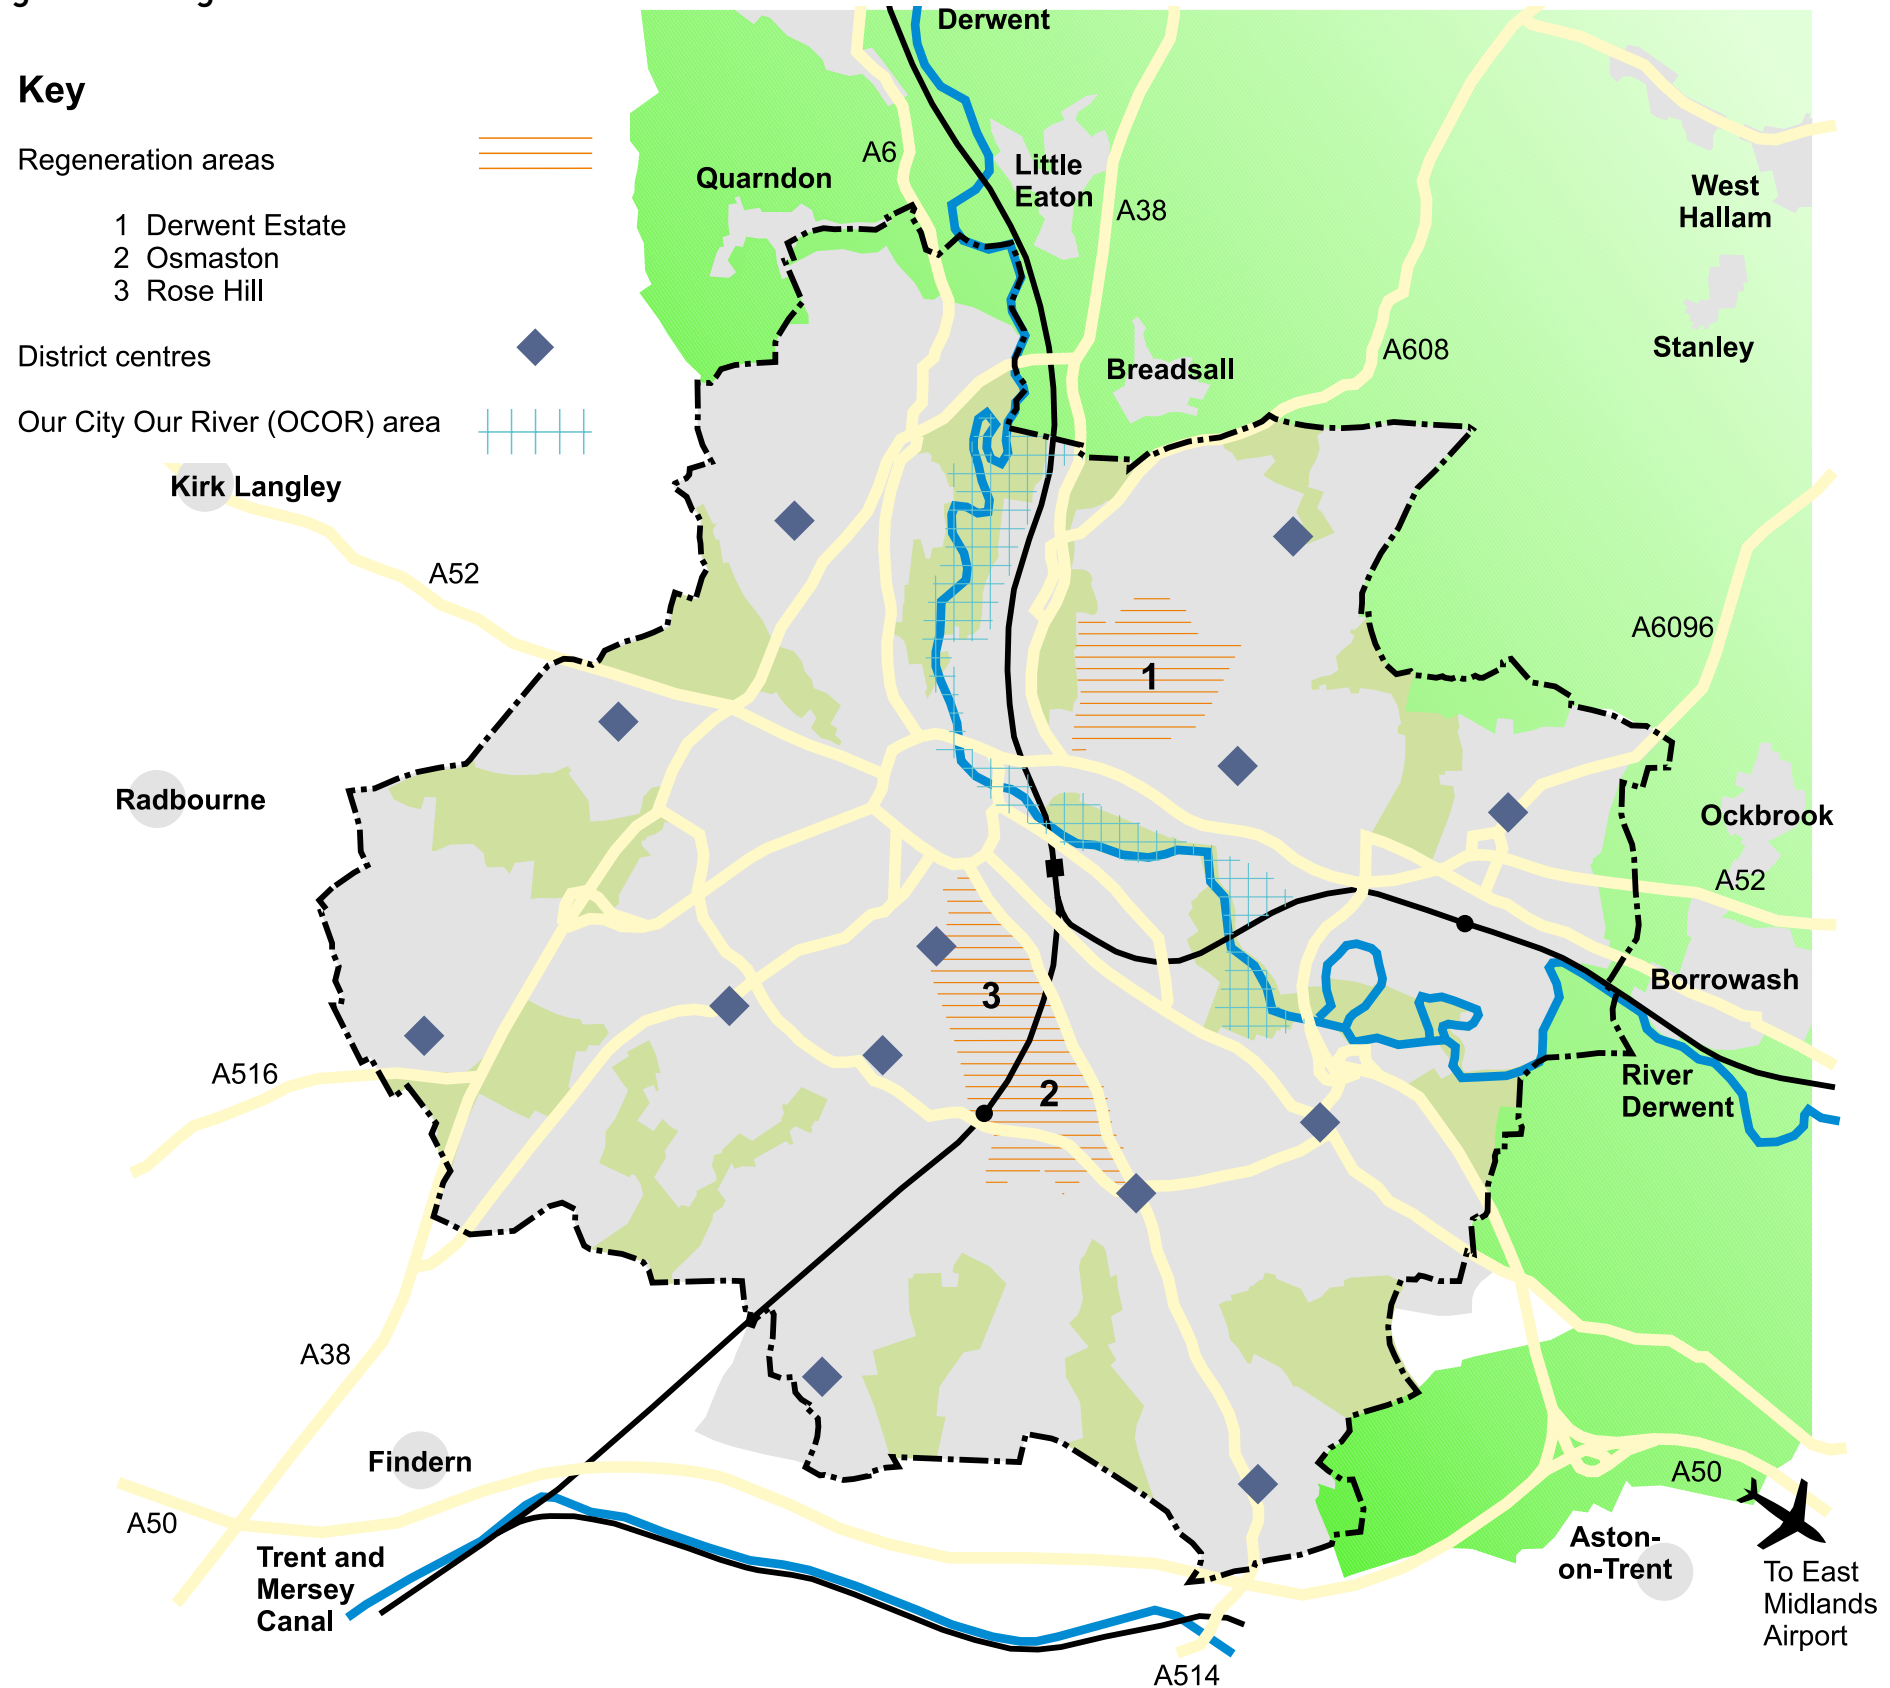 Derwent
Key
Regeneration areas
1 Derwent Estate
2 Osmaston
3 Rose Hill
District centres
Our City Our River (OCOR) area
A6
Quarndon
Little
Eaton
A38
West
Hallam
Stanley
A608
Breadsall
Kirk Langley
A52
A6096
1
Radbourne
Ockbrook
A52
Borrowash
3
A516
2
River
Derwent
A38
Findern
A50
A50
Trent and
Mersey
Canal
Aston-
on-Trent
To East
Midlands
Airport
A514